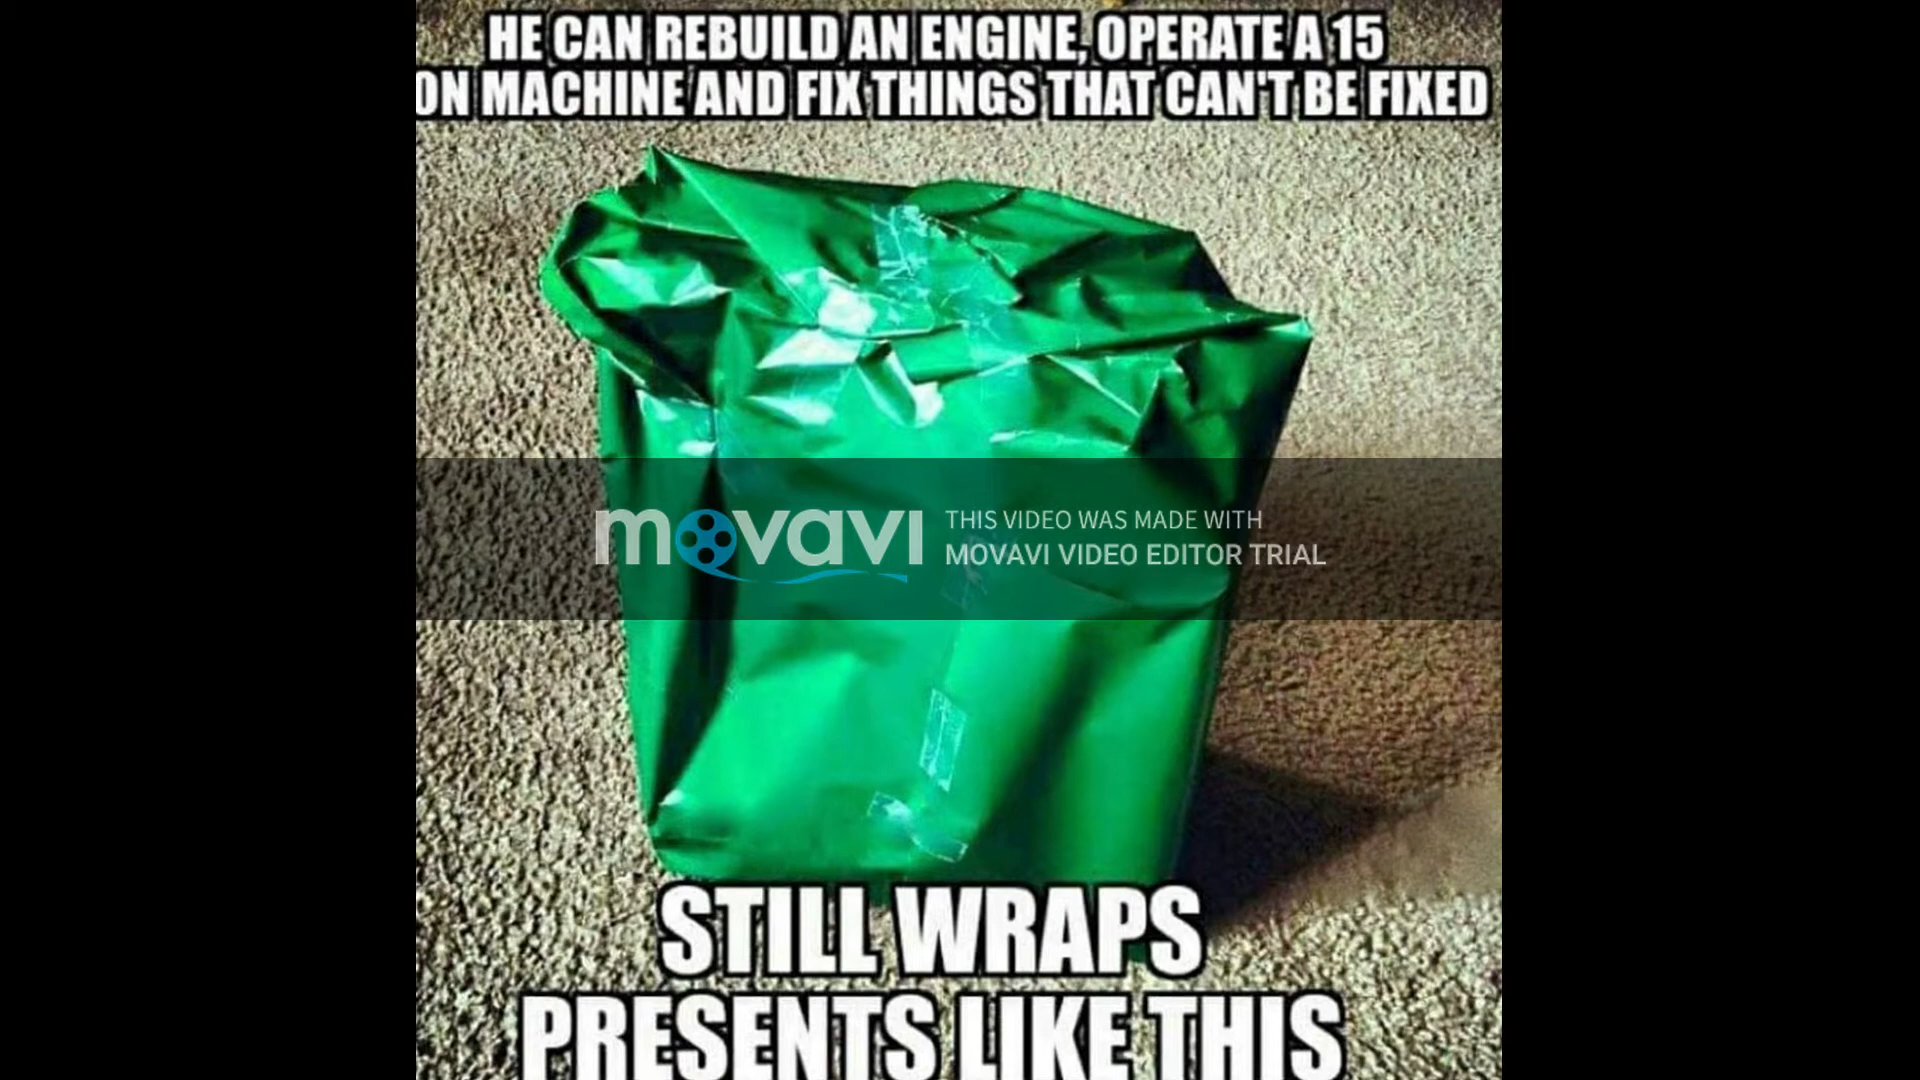 HE CAN REBUILD AN ENGINE, OPERATE A 15
ON MACHINE AND FIX THINGS THAT CAN'T BE FIXED
movavi
THIS VIDEO WAS MADE WITH
MOVAVI VIDEO EDITOR TRIAL
STILL WRAPS
PRESENTS LIKE THIS